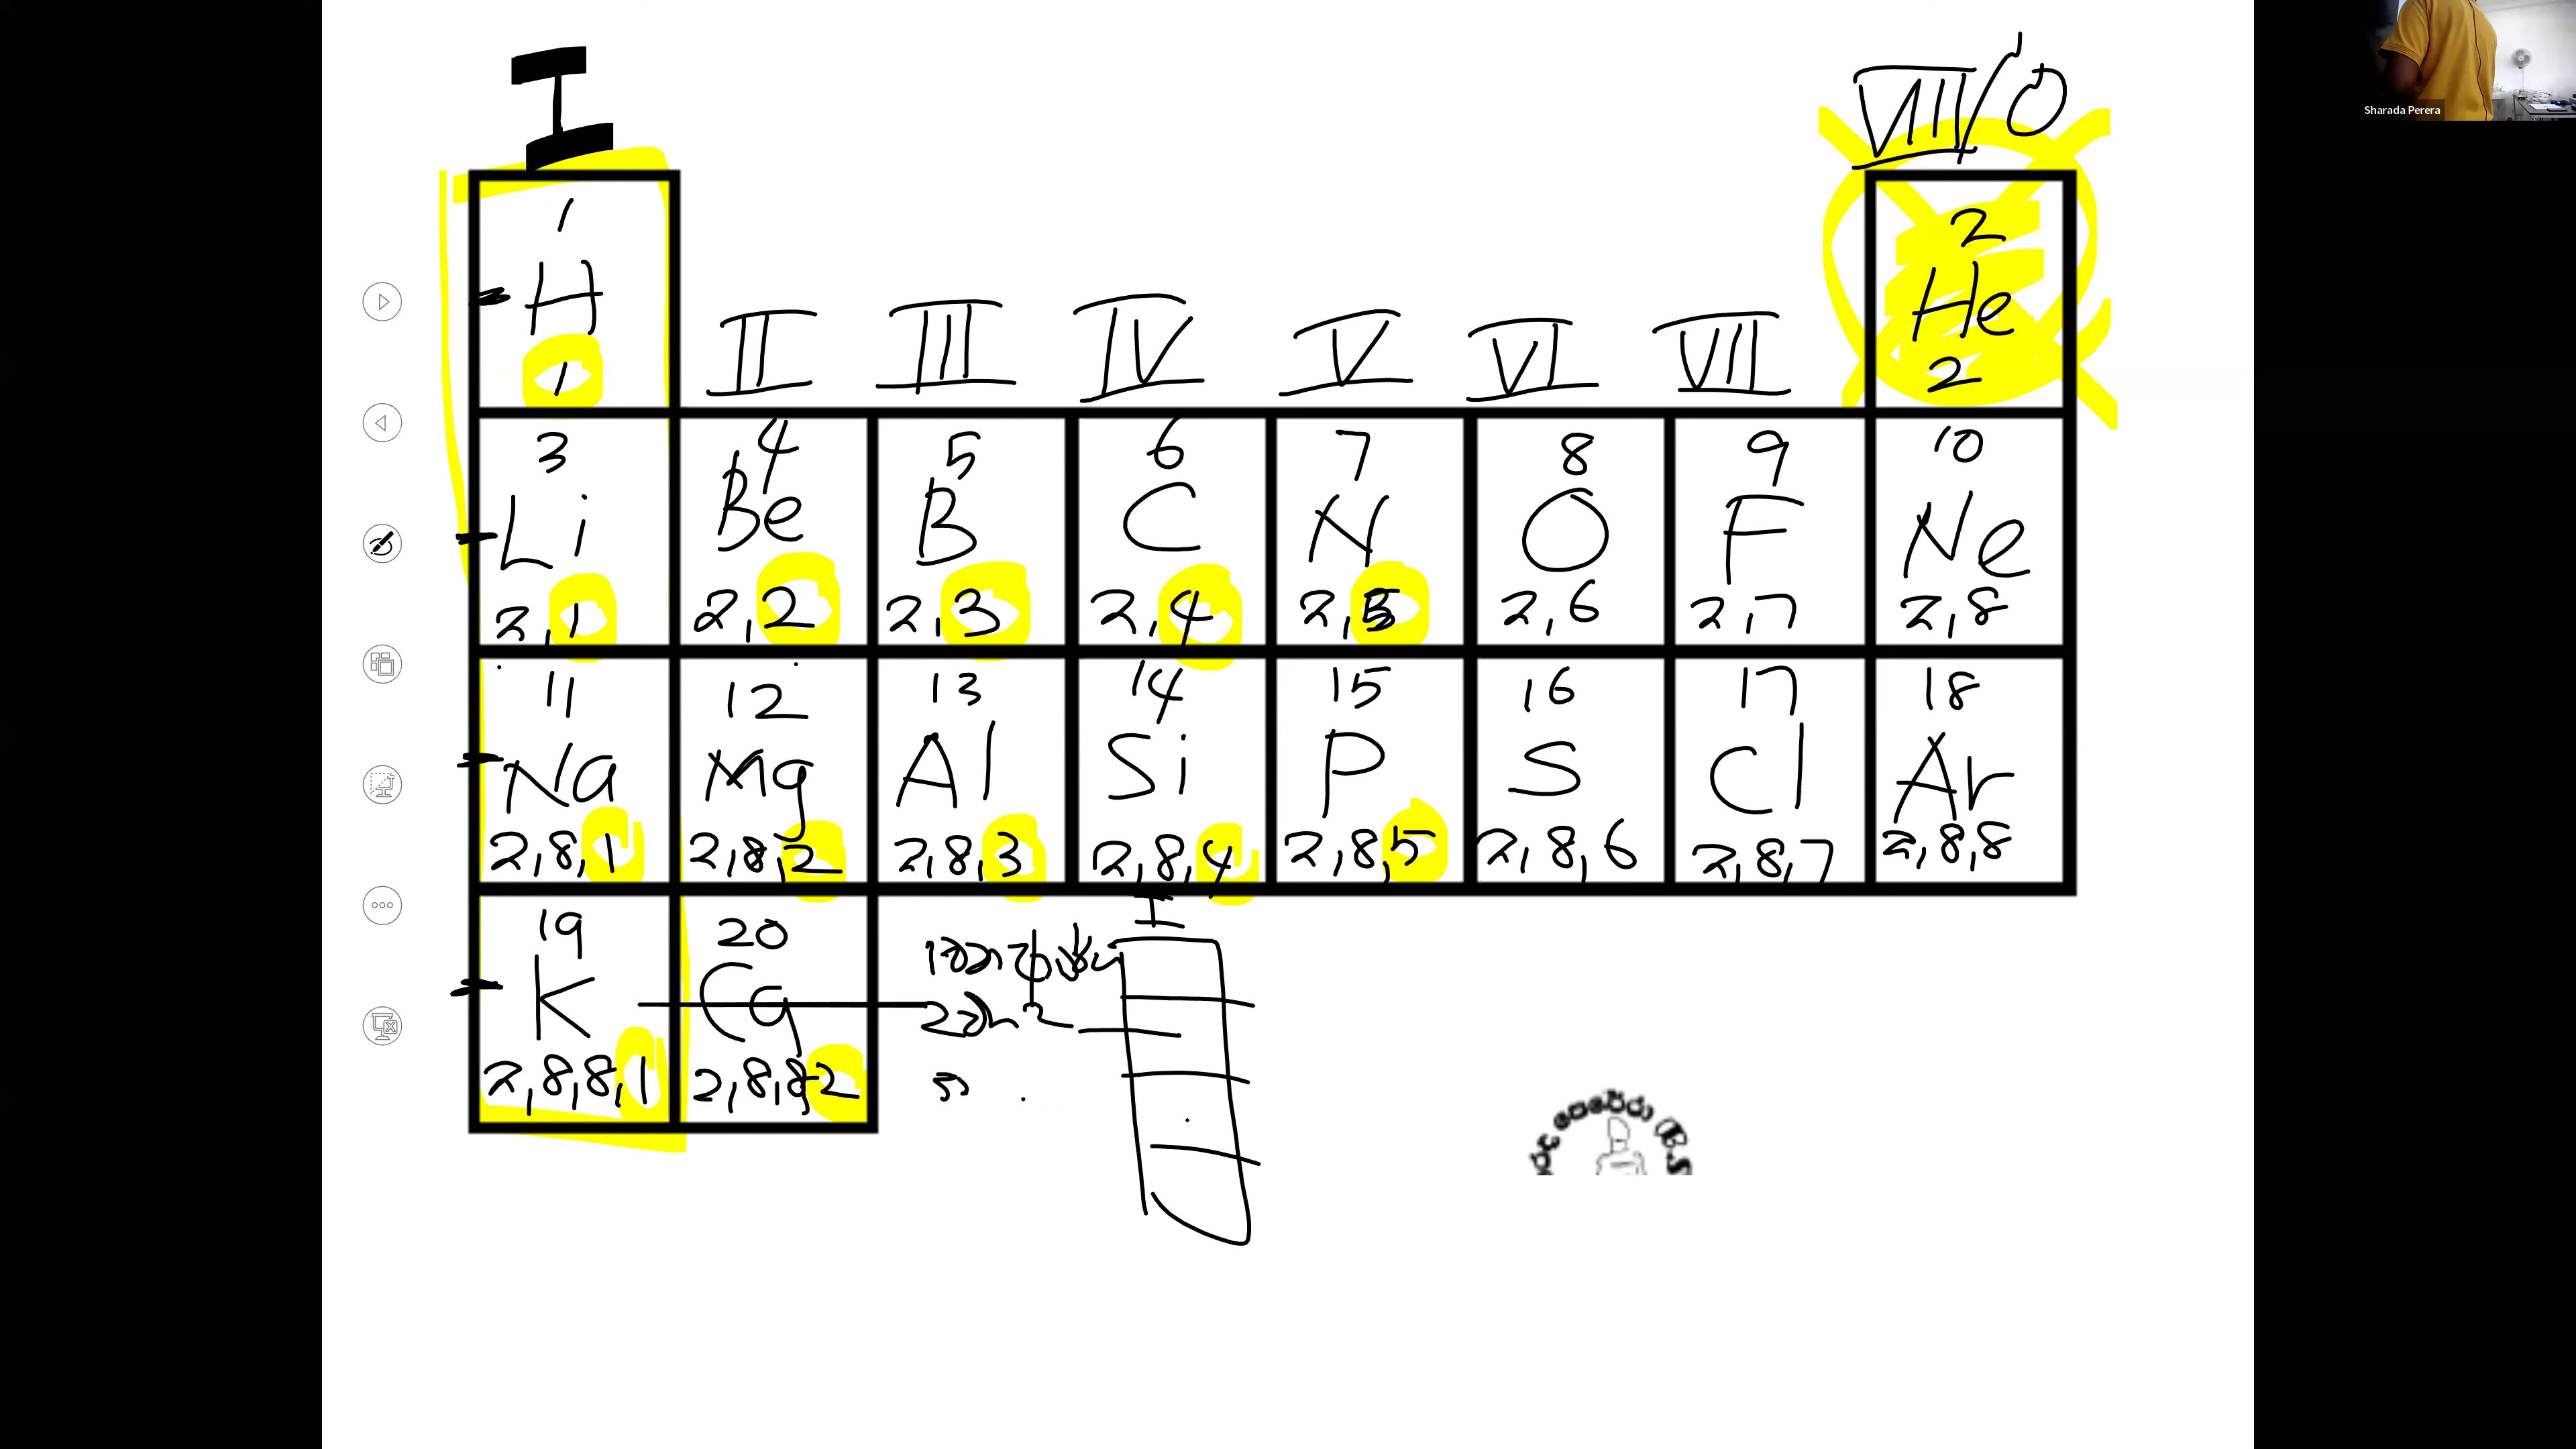 I
VIII/0
Sharada Perera
1
H
1
II
III
IV
V
VI
VII
2
He
2
3
Li
2,1
4
Be
2,2
5
B
2,3
6
C
2,4
7
N
2,5
8
O
2,6
9
F
2,7
10
Ne
2,8
11
Na
2,8,1
12
Mg
2,8,2
13
Al
2,8,3
14
Si
2,8,4
15
P
2,8,5
16
S
2,8,6
17
Cl
2,8,7
18
Ar
2,8,8
19
K
2,8,8,1
20
Ca
2,8,8,2
I
(B.S